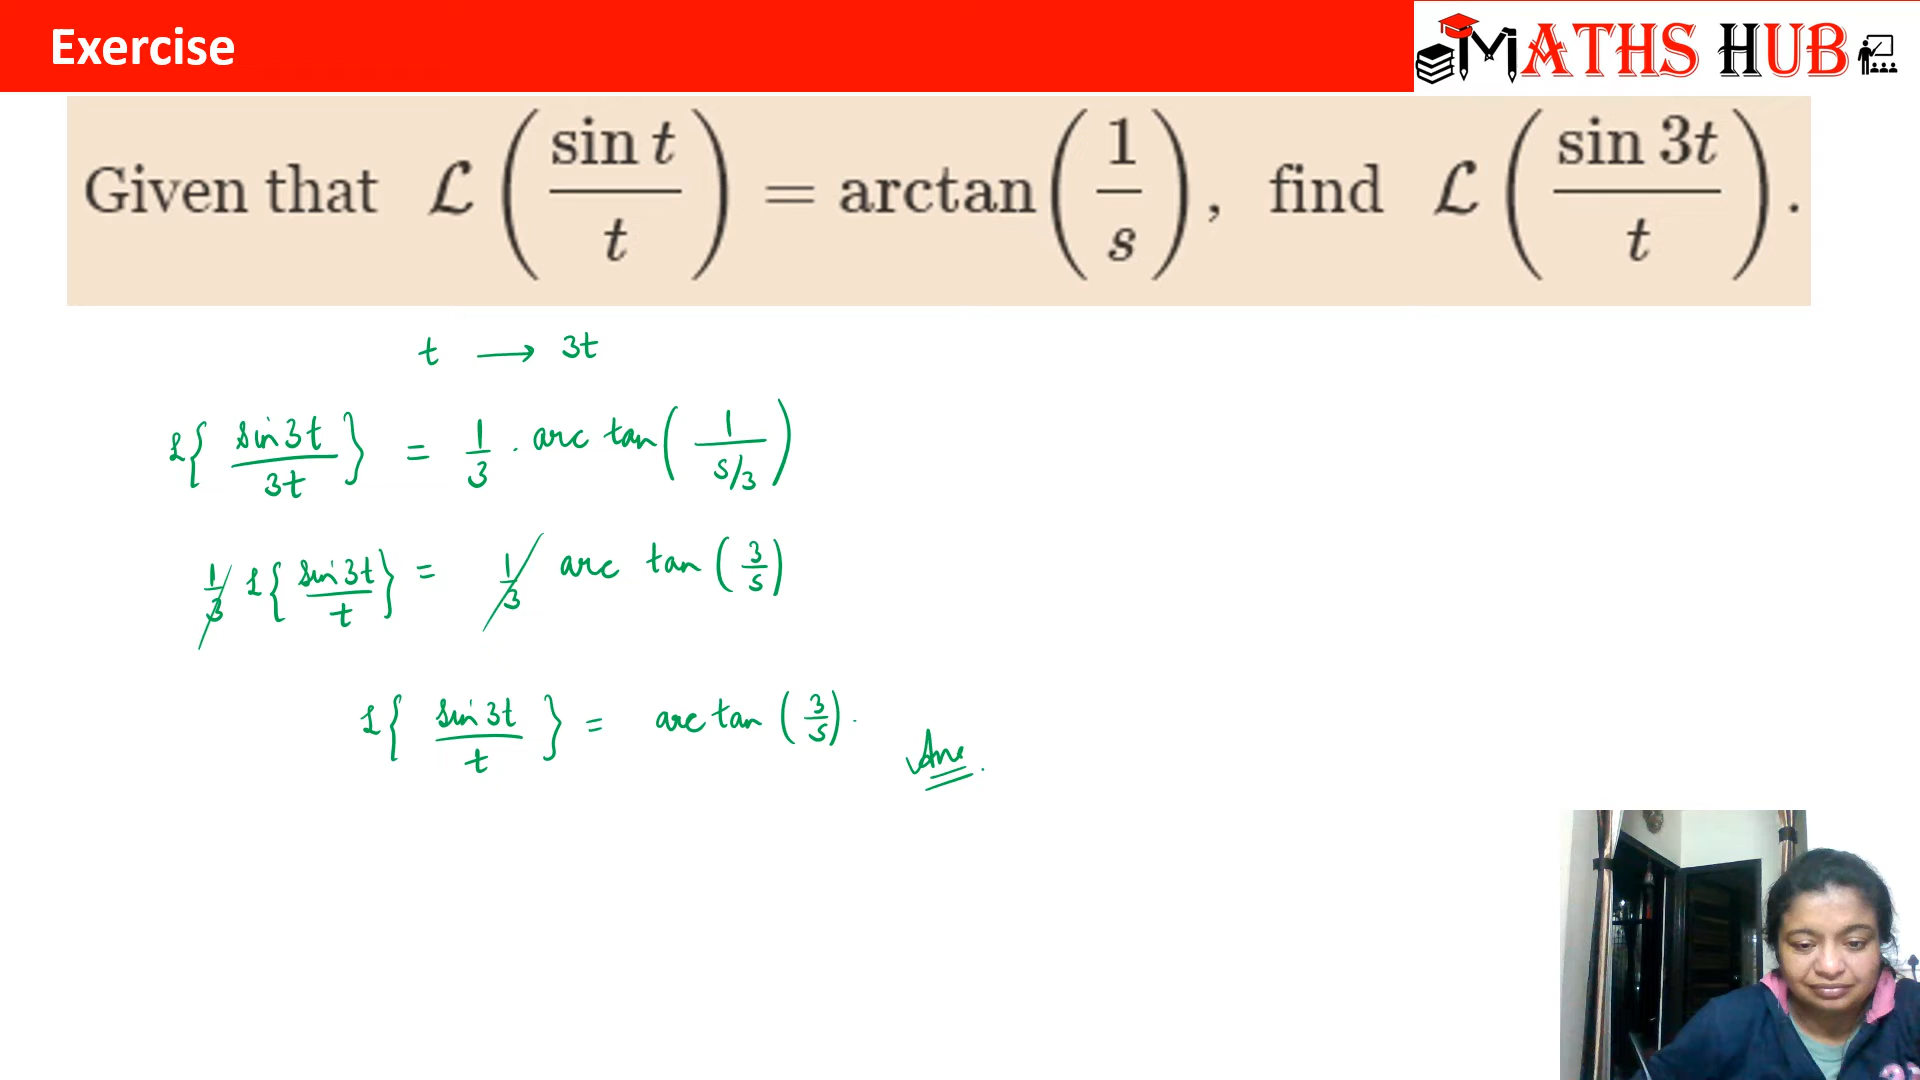 Exercise
MATHS HUB
Given that ℒ(sin t / t) = arctan(1/s), find ℒ(sin 3t / t).
t ⟶ 3t
ℒ{ sin 3t / 3t } = 1/3 · arc tan( 1 / s/3 )
1/3 ℒ{ sin 3t / t } = 1/3 arc tan ( 3/s )
ℒ{ sin 3t / t } = arc tan ( 3/s ).
Ans.